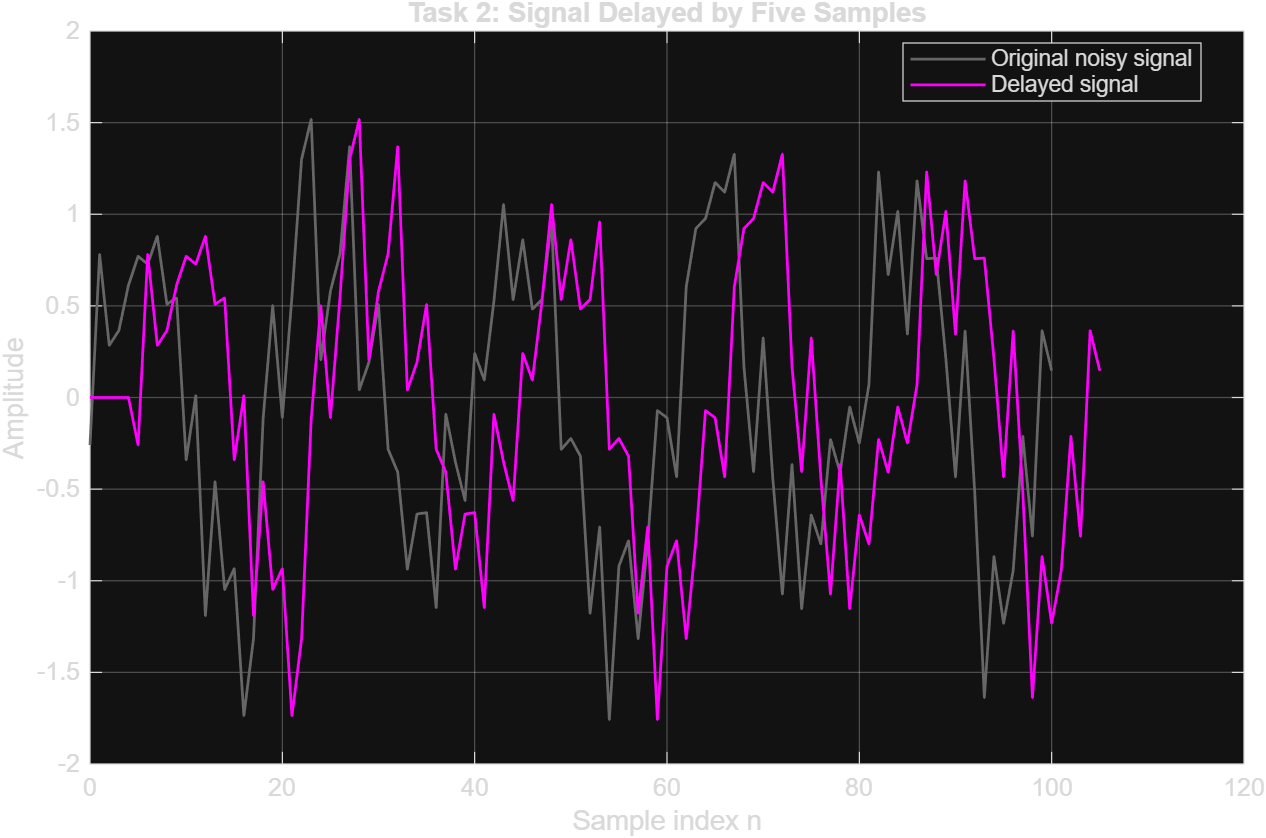 Task 2: Signal Delayed by Five Samples
Original noisy signal
Delayed signal
2
1.5
1
0.5
0
-0.5
-1
-1.5
-2
Amplitude
0 20 40 60 80 100 120
Sample index n